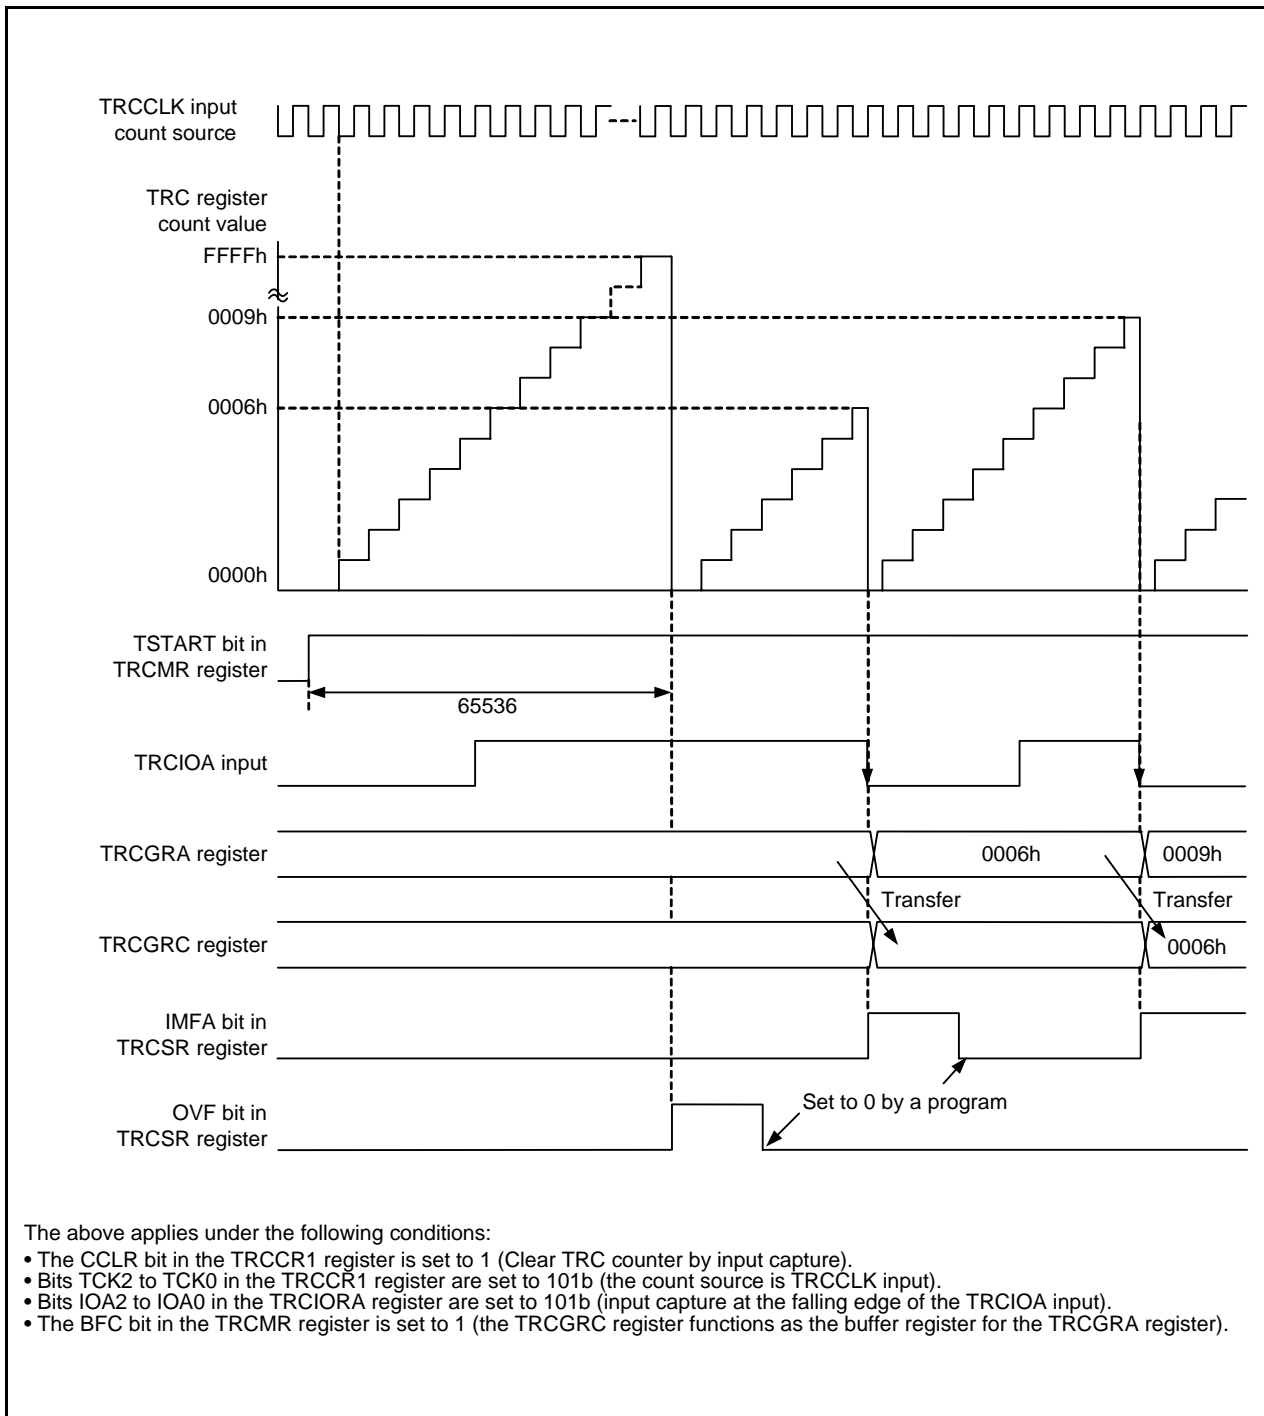 TRCCLK input
count source
TRC register
count value
FFFFh
0009h
0006h
0000h
TSTART bit in
TRCMR register
65536
TRCIOA input
TRCGRA register
0006h
0009h
Transfer
Transfer
TRCGRC register
0006h
IMFA bit in
TRCSR register
Set to 0 by a program
OVF bit in
TRCSR register
The above applies under the following conditions:
• The CCLR bit in the TRCCR1 register is set to 1 (Clear TRC counter by input capture).
• Bits TCK2 to TCK0 in the TRCCR1 register are set to 101b (the count source is TRCCLK input).
• Bits IOA2 to IOA0 in the TRCIORA register are set to 101b (input capture at the falling edge of the TRCIOA input).
• The BFC bit in the TRCMR register is set to 1 (the TRCGRC register functions as the buffer register for the TRCGRA register).